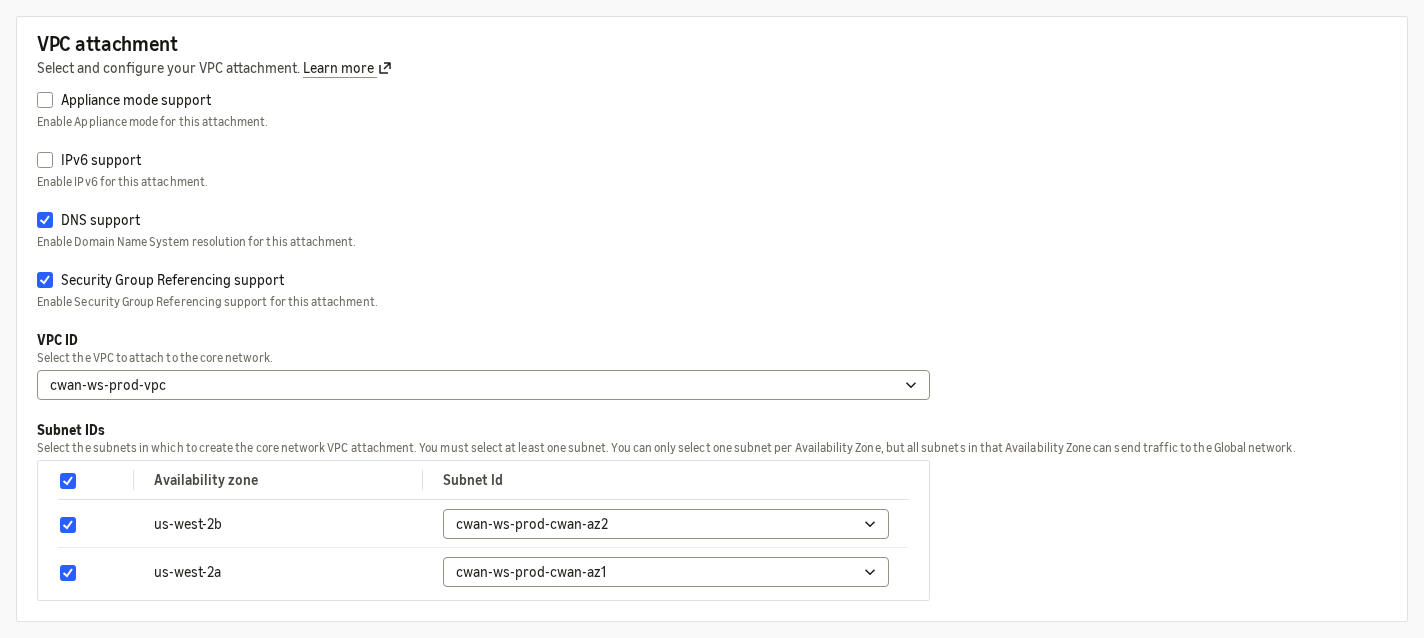 VPC attachment
Select and configure your VPC attachment. Learn more
Appliance mode support
Enable Appliance mode for this attachment.
IPv6 support
Enable IPv6 for this attachment.
DNS support
Enable Domain Name System resolution for this attachment.
Security Group Referencing support
Enable Security Group Referencing support for this attachment.
VPC ID
Select the VPC to attach to the core network.
cwan-ws-prod-vpc
Subnet IDs
Select the subnets in which to create the core network VPC attachment. You must select at least one subnet. You can only select one subnet per Availability Zone, but all subnets in that Availability Zone can send traffic to the Global network.
Availability zone Subnet Id
us-west-2b cwan-ws-prod-cwan-az2
us-west-2a cwan-ws-prod-cwan-az1